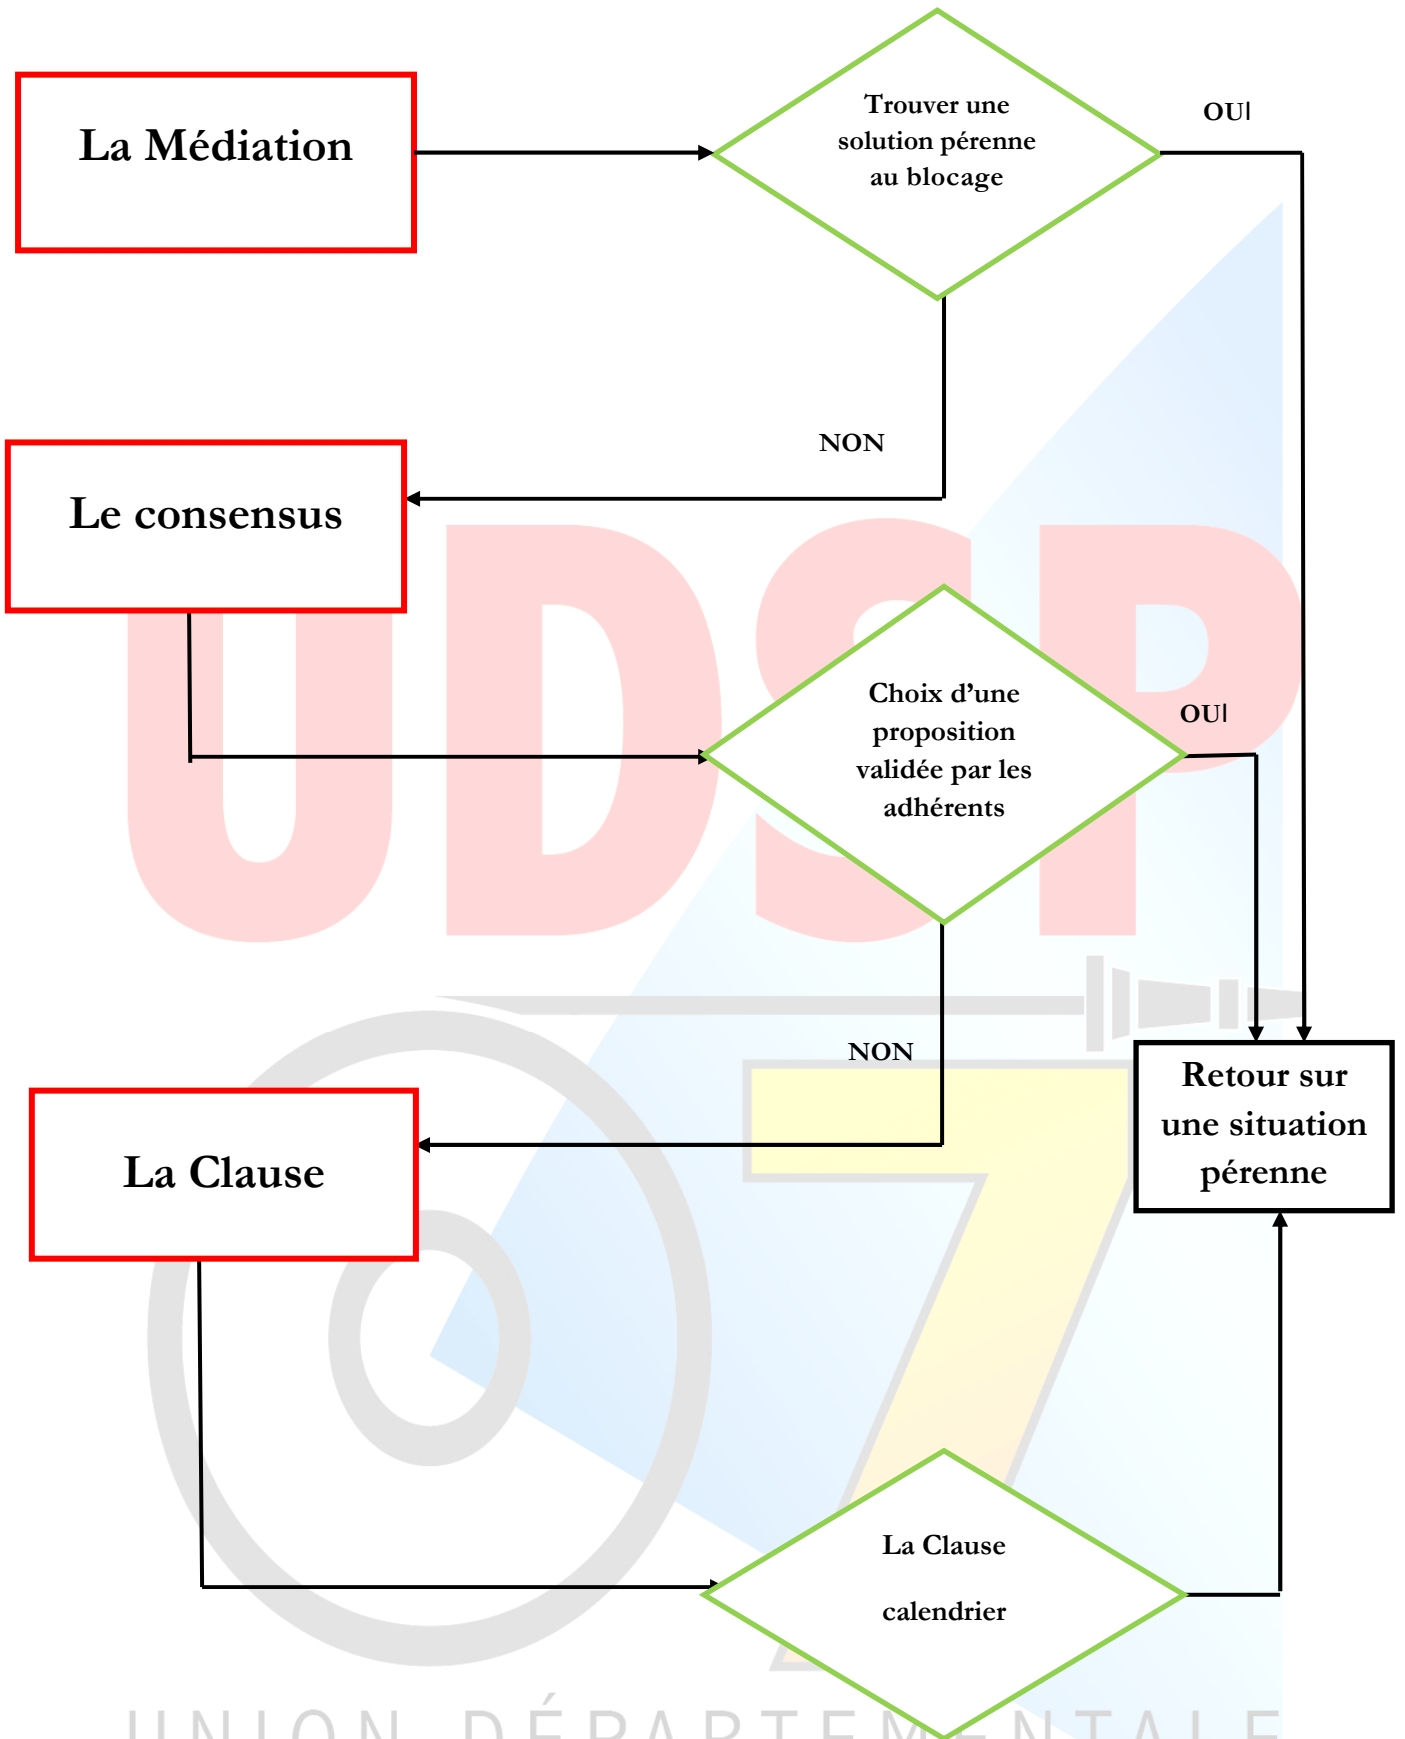 Trouver une
solution pérenne
au blocage
OUI
La Médiation
NON
Le consensus
UDSP
Choix d’une
proposition
validée par les
adhérents
OUI
NON
Retour sur
une situation
pérenne
La Clause
07
La Clause
calendrier
UNION DÉPARTEMENTALE